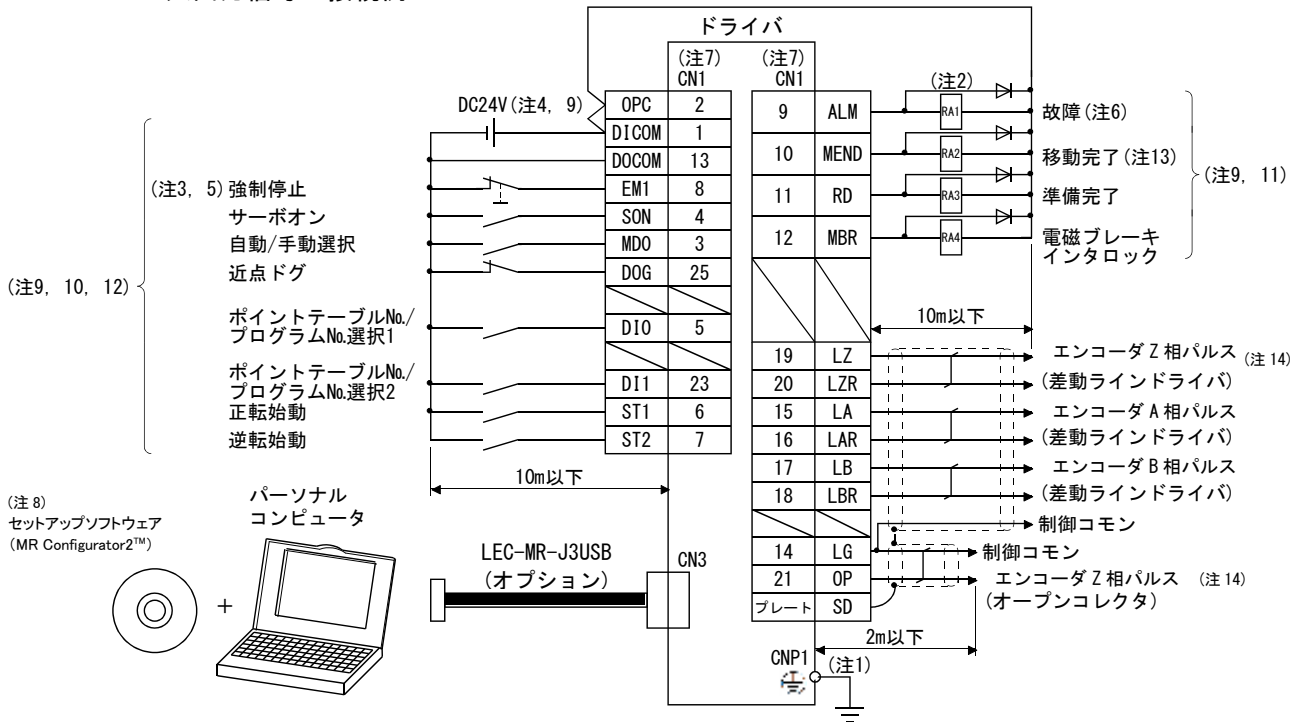 ドライバ
(注7)
CN1
(注7)
CN1
DC24V(注4, 9)
OPC 2
DICOM 1
DOCOM 13
EM1 8
SON 4
MD0 3
DOG 25
DI0 5
DI1 23
ST1 6
ST2 7
(注3, 5)強制停止
サーボオン
自動/手動選択
近点ドグ
(注9, 10, 12)
ポイントテーブル№/
プログラム№選択1
ポイントテーブル№/
プログラム№選択2
正転始動
逆転始動
10m以下
9 ALM
10 MEND
11 RD
12 MBR
19 LZ
20 LZR
15 LA
16 LAR
17 LB
18 LBR
14 LG
21 OP
プレート SD
(注2)
RA1
RA2
RA3
RA4
故障(注6)
移動完了(注13)
準備完了
電磁ブレーキ
インタロック
(注9, 11)
10m以下
エンコーダZ相パルス (注14)
(差動ラインドライバ)
エンコーダA相パルス
(差動ラインドライバ)
エンコーダB相パルス
(差動ラインドライバ)
制御コモン
制御コモン
エンコーダZ相パルス (注14)
(オープンコレクタ)
2m以下
CNP1
(注1)
(注8)
セットアップソフトウェア
(MR Configurator2™)
+
パーソナル
コンピュータ
LEC-MR-J3USB
(オプション)
CN3